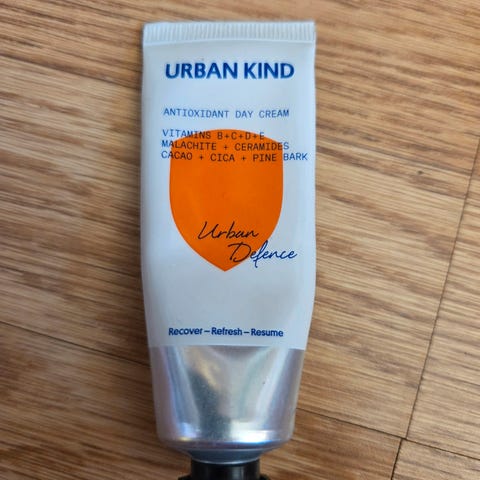 URBAN KIND
ANTIOXIDANT DAY CREAM
VITAMINS B+C+D+E
MALACHITE + CERAMIDES
CACAO + CICA + PINE BARK
Urban
Defence
Recover – Refresh – Resume